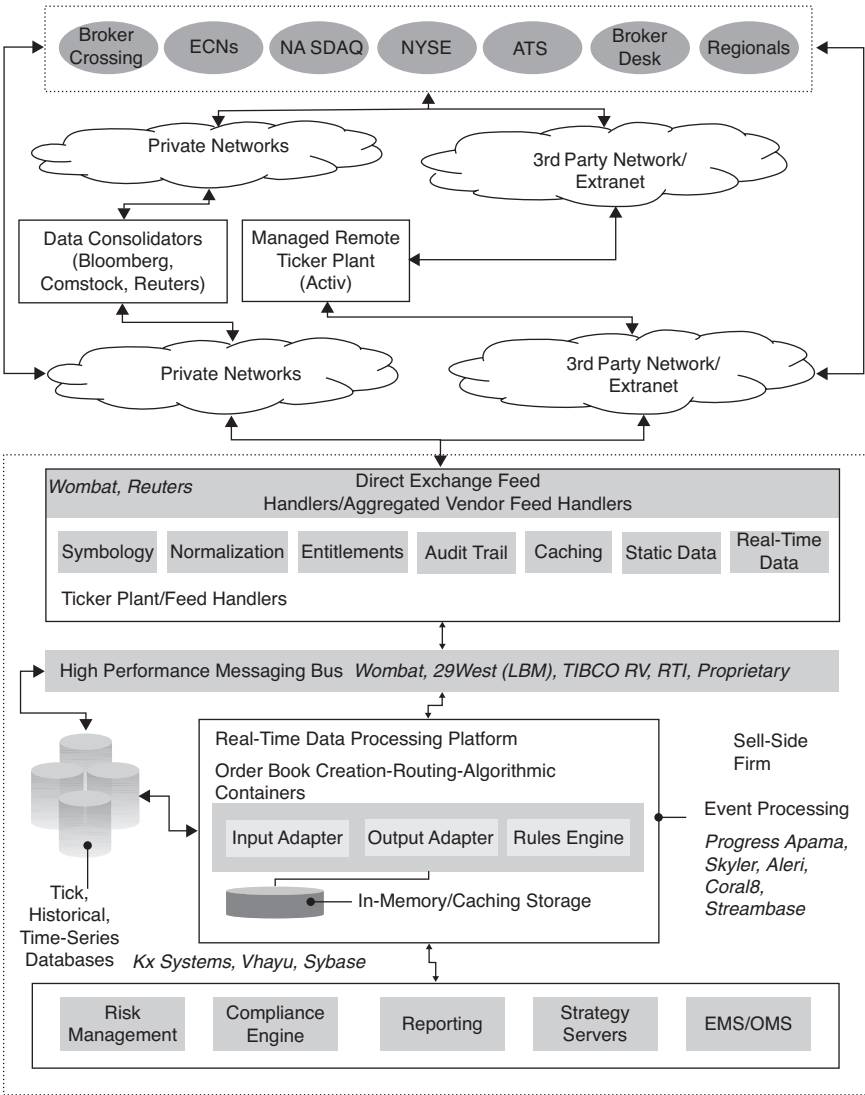 Broker
Crossing
ECNs
NA SDAQ
NYSE
ATS
Broker
Desk
Regionals
Private Networks
3rd Party Network/
Extranet
Data Consolidators
(Bloomberg,
Comstock, Reuters)
Managed Remote
Ticker Plant
(Activ)
Private Networks
3rd Party Network/
Extranet
Wombat, Reuters
Direct Exchange Feed
Handlers/Aggregated Vendor Feed Handlers
Symbology
Normalization
Entitlements
Audit Trail
Caching
Static Data
Real-Time
Data
Ticker Plant/Feed Handlers
High Performance Messaging Bus Wombat, 29West (LBM), TIBCO RV, RTI, Proprietary
Real-Time Data Processing Platform
Order Book Creation-Routing-Algorithmic
Containers
Input Adapter
Output Adapter
Rules Engine
In-Memory/Caching Storage
Sell-Side
Firm
Event Processing
Progress Apama,
Skyler, Aleri,
Coral8,
Streambase
Tick,
Historical,
Time-Series
Databases
Kx Systems, Vhayu, Sybase
Risk
Management
Compliance
Engine
Reporting
Strategy
Servers
EMS/OMS